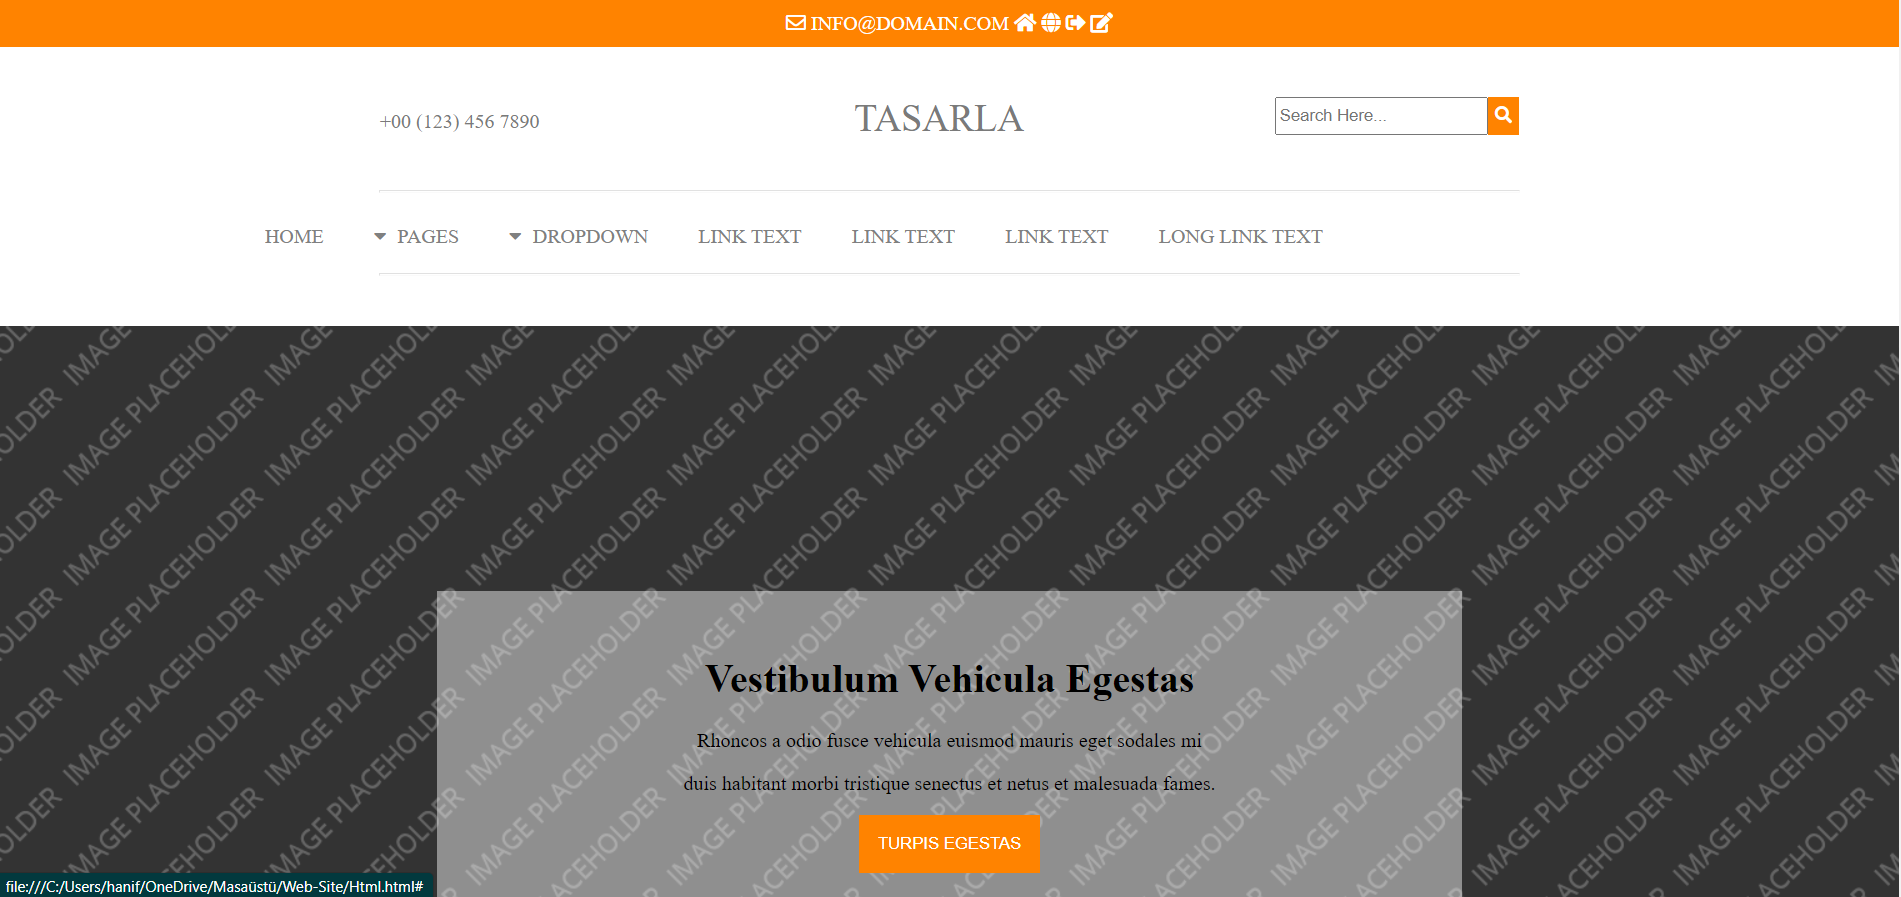 INFO@DOMAIN.COM
+00 (123) 456 7890
TASARLA
Search Here...
HOME PAGES DROPDOWN LINK TEXT LINK TEXT LINK TEXT LONG LINK TEXT
IMAGE PLACEHOLDER
Vestibulum Vehicula Egestas
Rhoncos a odio fusce vehicula euismod mauris eget sodales mi
duis habitant morbi tristique senectus et netus et malesuada fames.
TURPIS EGESTAS
file:///C:/Users/hanif/OneDrive/Masaüstü/Web-Site/Html.html#